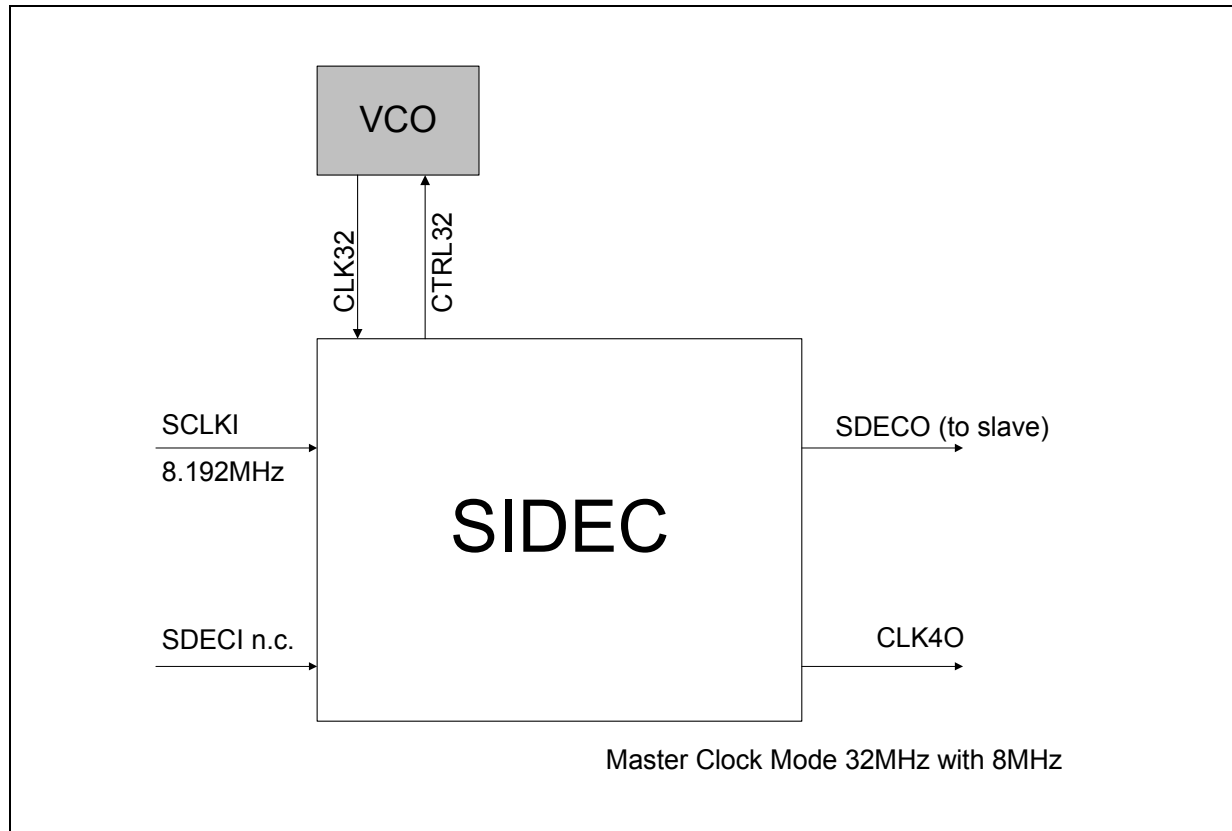 VCO
CLK32
CTRL32
SCLKI
8.192MHz
SDECO (to slave)
SIDEC
SDECI n.c.
CLK4O
Master Clock Mode 32MHz with 8MHz